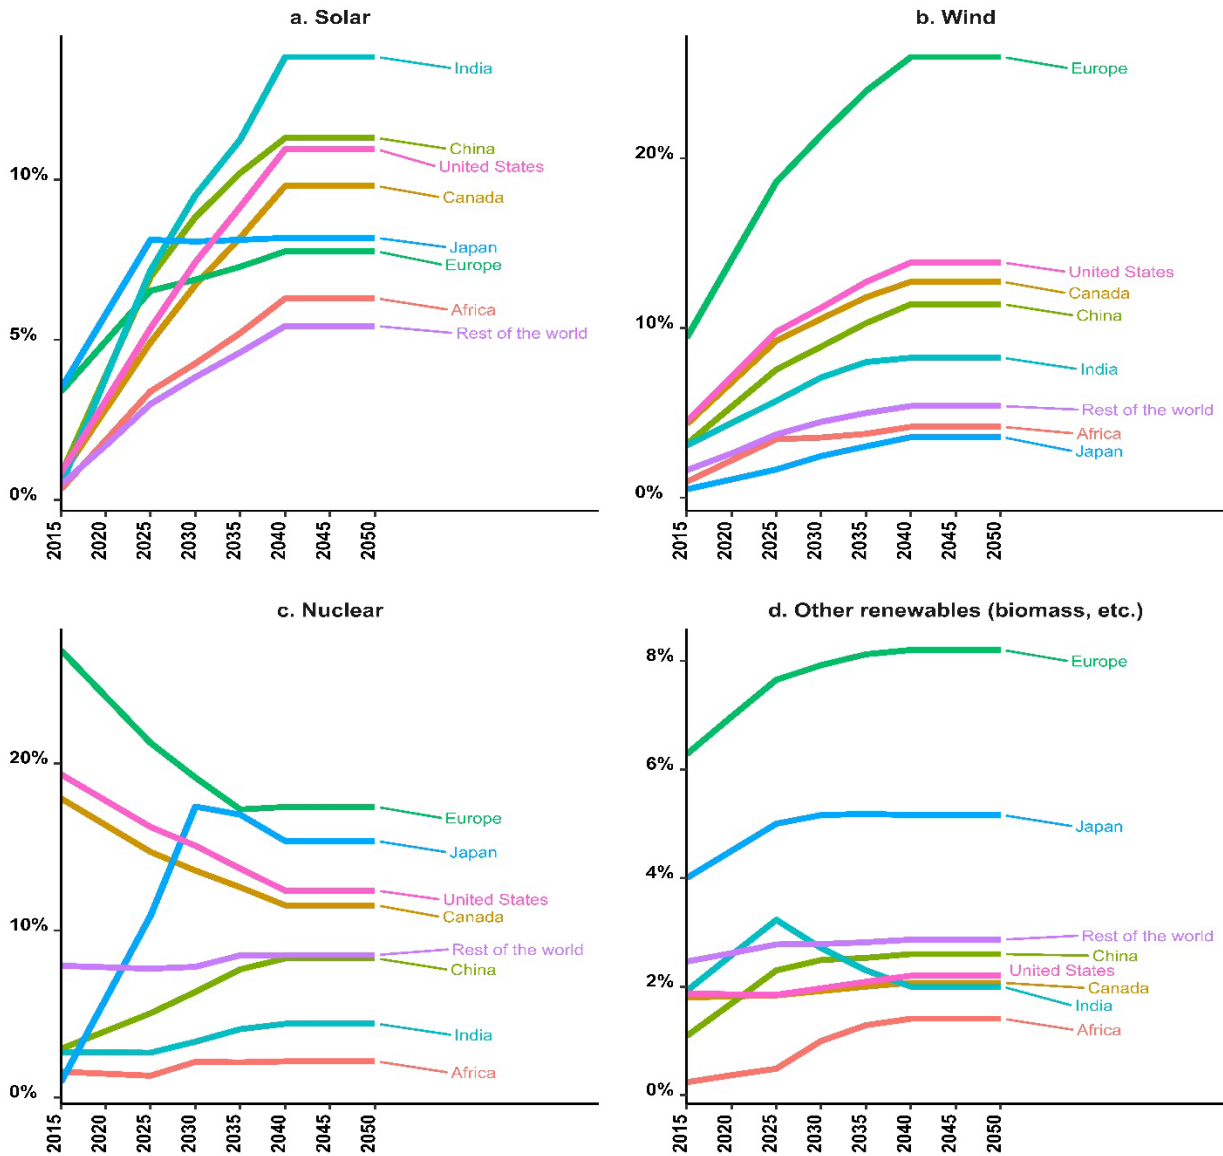 a. Solar
10%
5%
0%
India
China
United States
Canada
Japan
Europe
Africa
Rest of the world
2015
2020
2025
2030
2035
2040
2045
2050
b. Wind
20%
10%
0%
Europe
United States
Canada
China
India
Rest of the world
Africa
Japan
2015
2020
2025
2030
2035
2040
2045
2050
c. Nuclear
20%
10%
0%
Europe
Japan
United States
Canada
Rest of the world
China
India
Africa
2015
2020
2025
2030
2035
2040
2045
2050
d. Other renewables (biomass, etc.)
8%
6%
4%
2%
0%
Europe
Japan
Rest of the world
China
United States
Canada
India
Africa
2015
2020
2025
2030
2035
2040
2045
2050